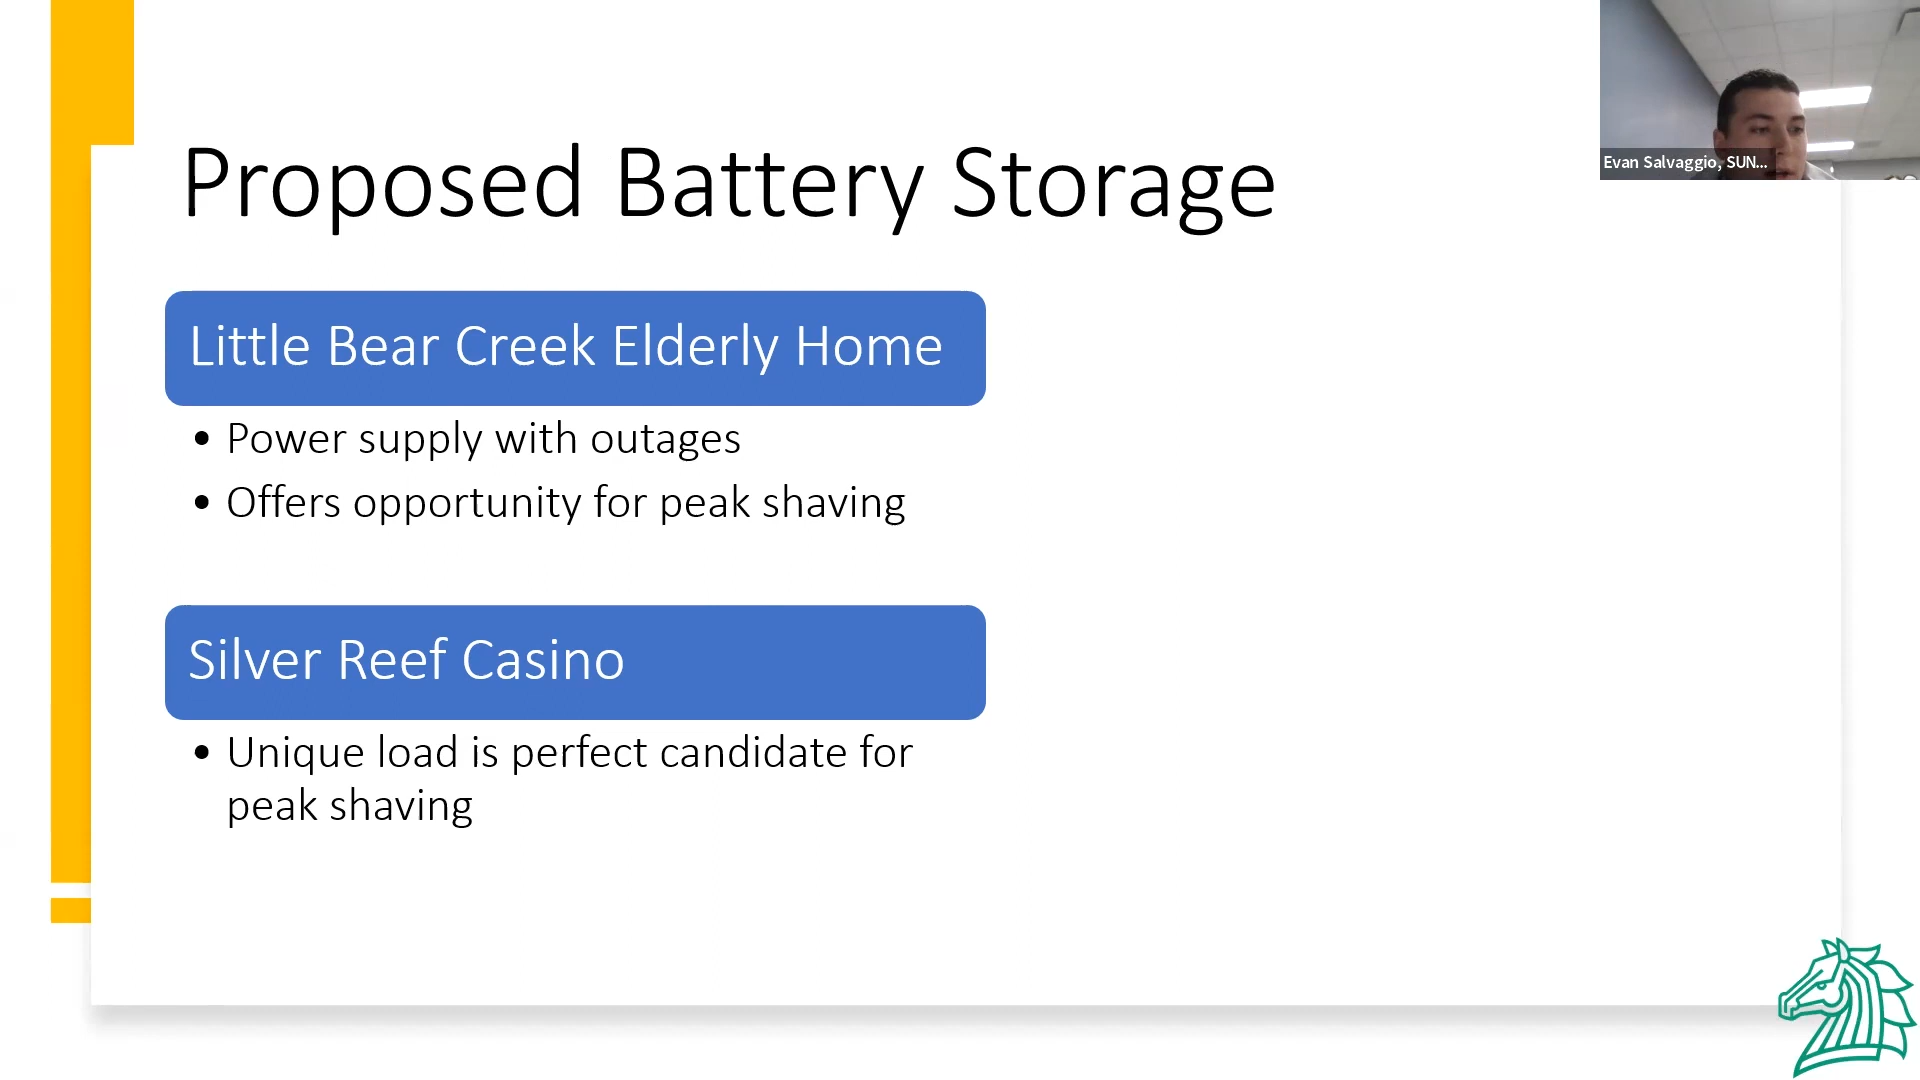 Proposed Battery Storage
Evan Salvaggio, SUN...
Little Bear Creek Elderly Home
• Power supply with outages
• Offers opportunity for peak shaving
Silver Reef Casino
• Unique load is perfect candidate for
peak shaving